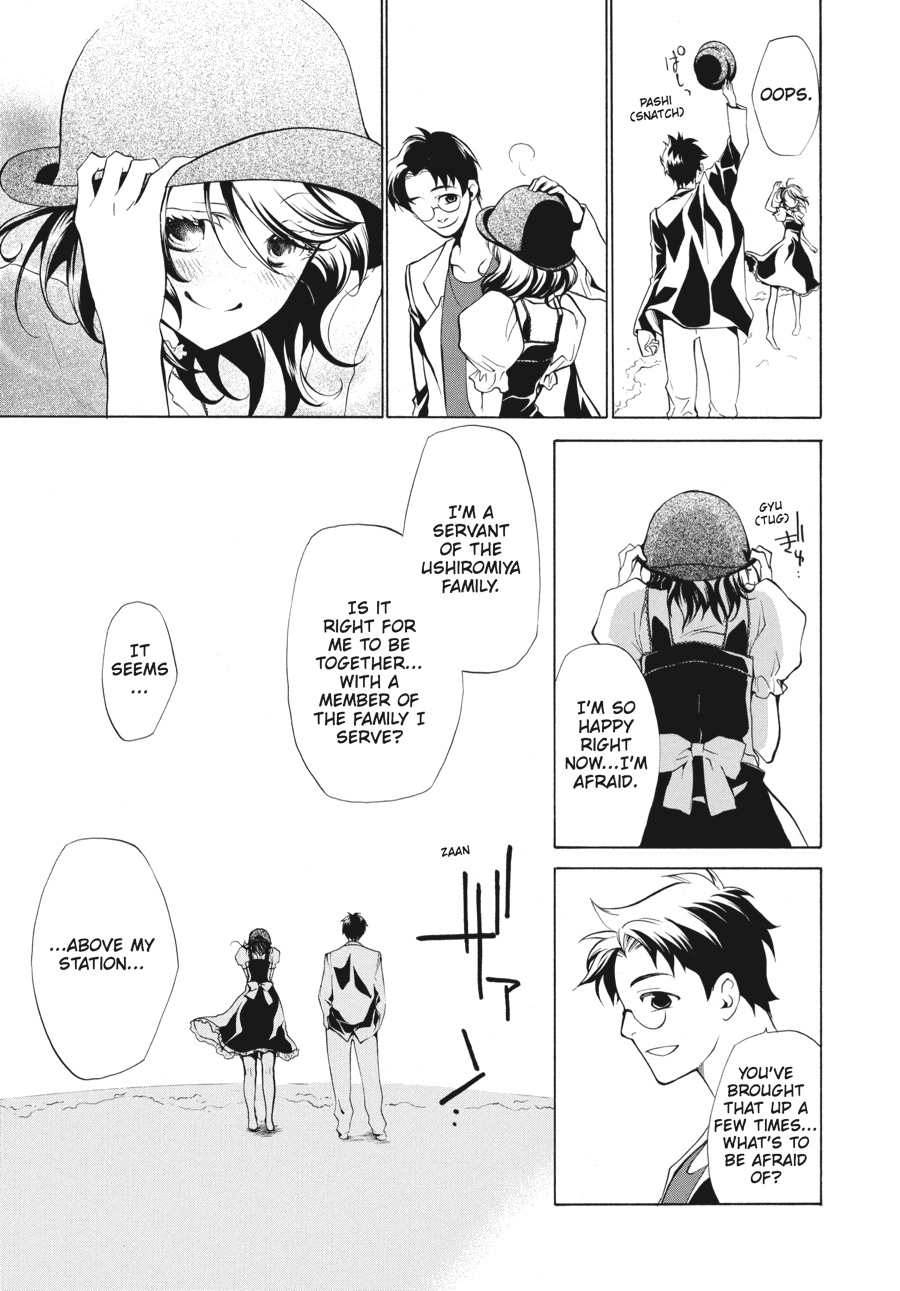 OOPS.
ぱしっ
PASHI
(SNATCH)
GYU
(TUG)
ぎゅ
I'M SO
HAPPY
RIGHT
NOW...I'M
AFRAID.
YOU'VE
BROUGHT
THAT UP A
FEW TIMES...
WHAT'S TO
BE AFRAID
OF?
I'M A
SERVANT
OF THE
USHIROMIYA
FAMILY.
IS IT
RIGHT FOR
ME TO BE
TOGETHER...
WITH A
MEMBER OF
THE FAMILY I
SERVE?
IT
SEEMS
...
ZAAN
ザァン
...ABOVE MY
STATION...